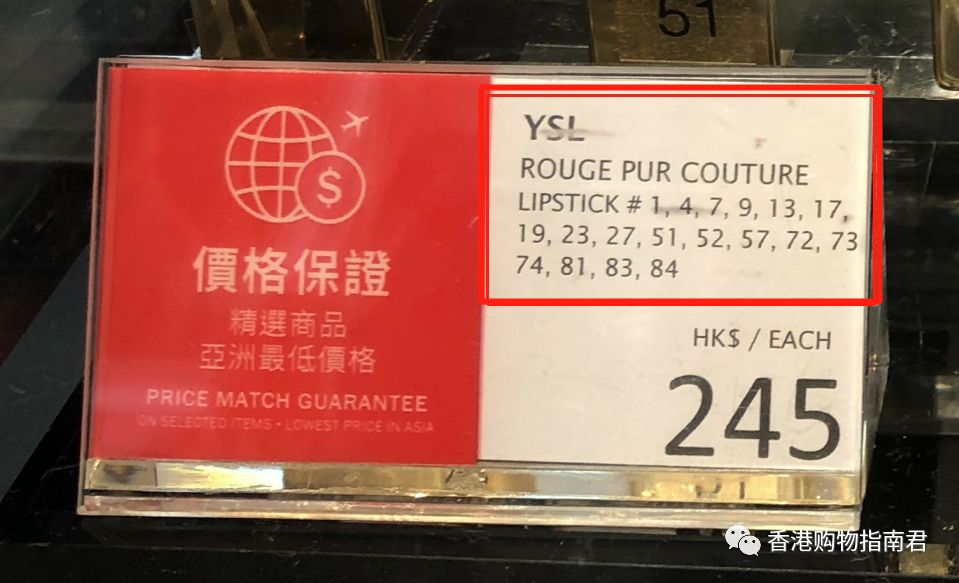 51
價格保證
精選商品
亞洲最低價格
PRICE MATCH GUARANTEE
ON SELECTED ITEMS • LOWEST PRICE IN ASIA
YSL
ROUGE PUR COUTURE
LIPSTICK # 1, 4, 7, 9, 13, 17,
19, 23, 27, 51, 52, 57, 72, 73
74, 81, 83, 84
HK$ / EACH
245
香港购物指南君